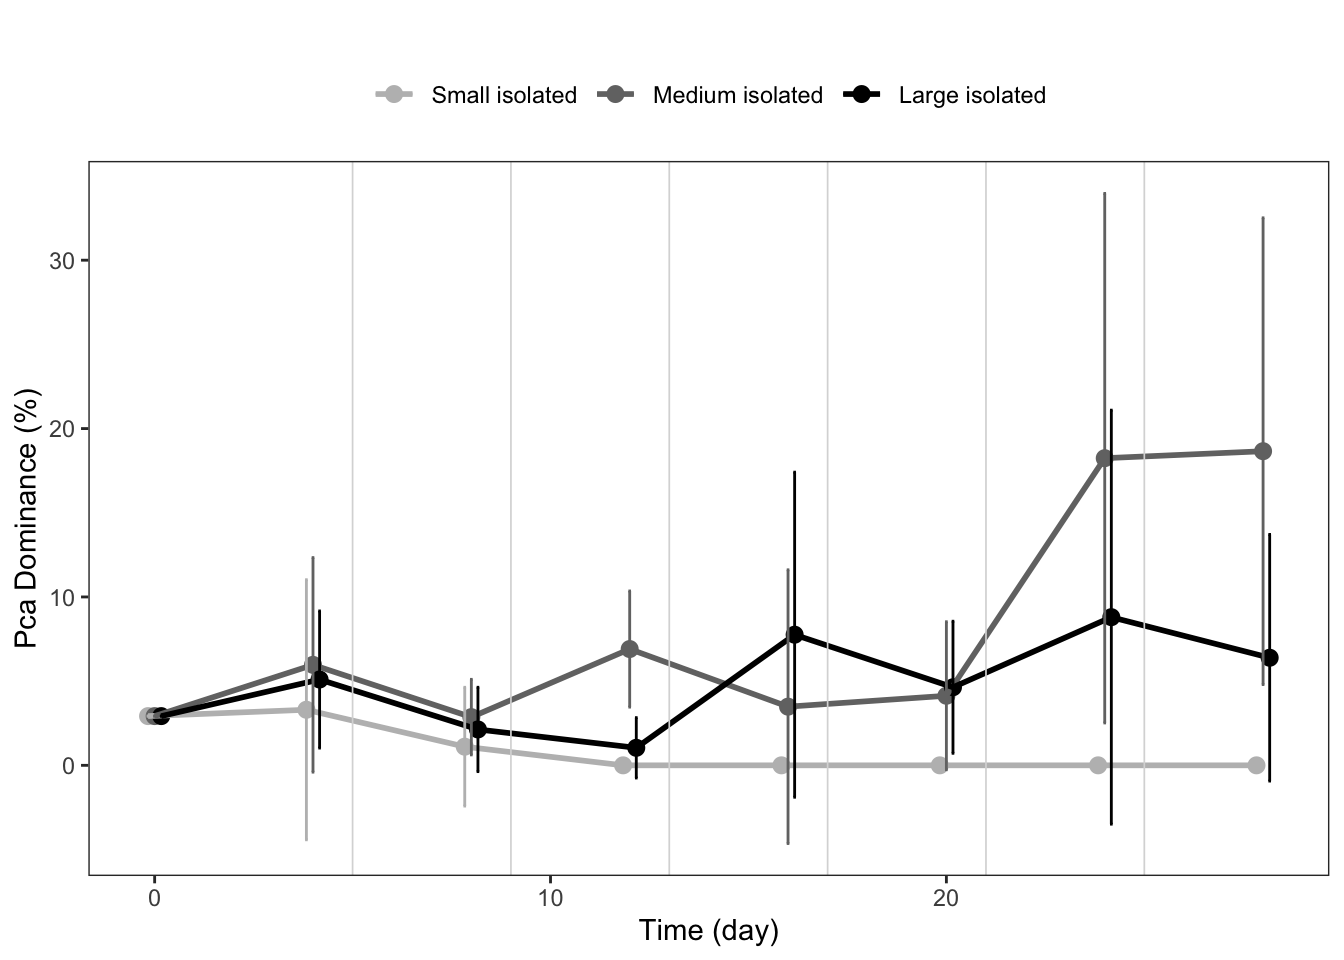 Small isolated Medium isolated Large isolated
Pca Dominance (%)
30
20
10
0
0 10 20
Time (day)